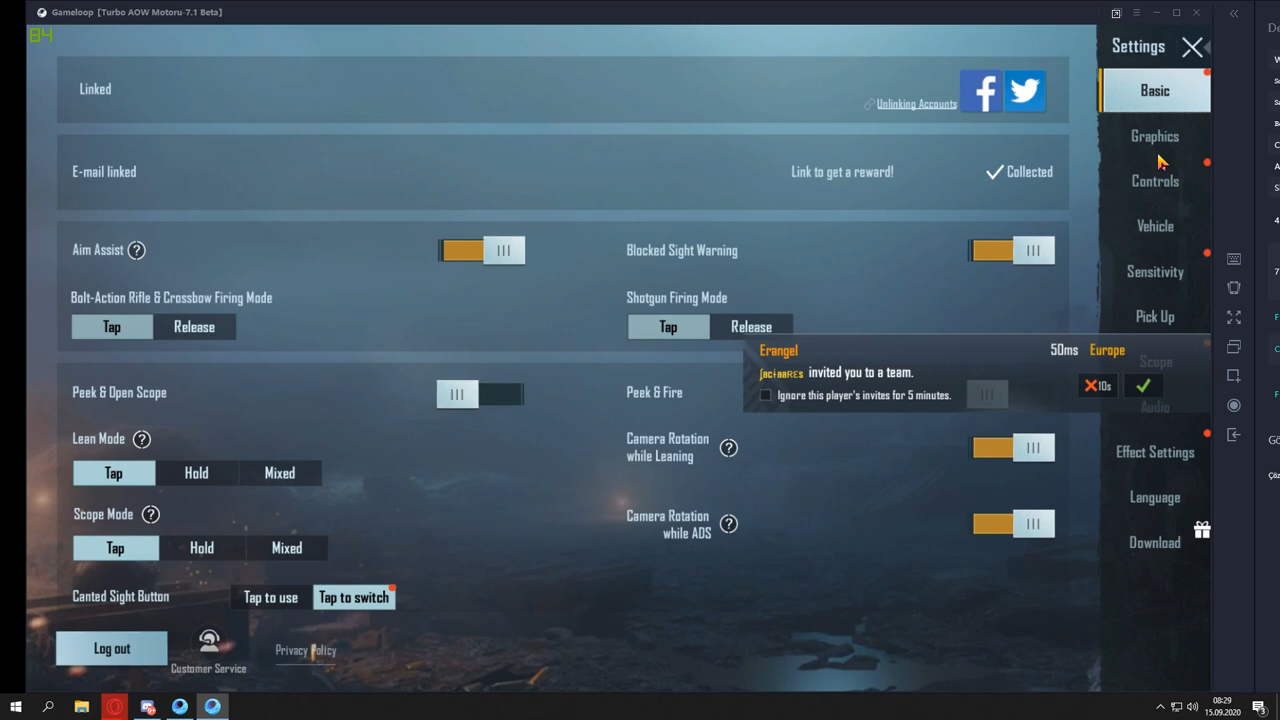 Gameloop [Turbo AOW Motoru-7.1 Beta]
84
Settings
Linked
Unlinking Accounts
Basic
Graphics
E-mail linked
Link to get a reward!
Collected
Controls
Vehicle
Aim Assist ?
Blocked Sight Warning
Sensitivity
Bolt-Action Rifle & Crossbow Firing Mode
Shotgun Firing Mode
Pick Up
Tap Release
Tap Release
Erangel 50ms Europe
invited you to a team.
Scope
10s
Ignore this player's invites for 5 minutes.
Peek & Open Scope
Peek & Fire
Audio
Lean Mode ?
Camera Rotation
while Leaning ?
Effect Settings
Tap Hold Mixed
Language
Scope Mode ?
Camera Rotation
while ADS ?
Download
Tap Hold Mixed
Canted Sight Button
Tap to use Tap to switch
Log out
Customer Service
Privacy Policy
08:29
15.09.2020
3